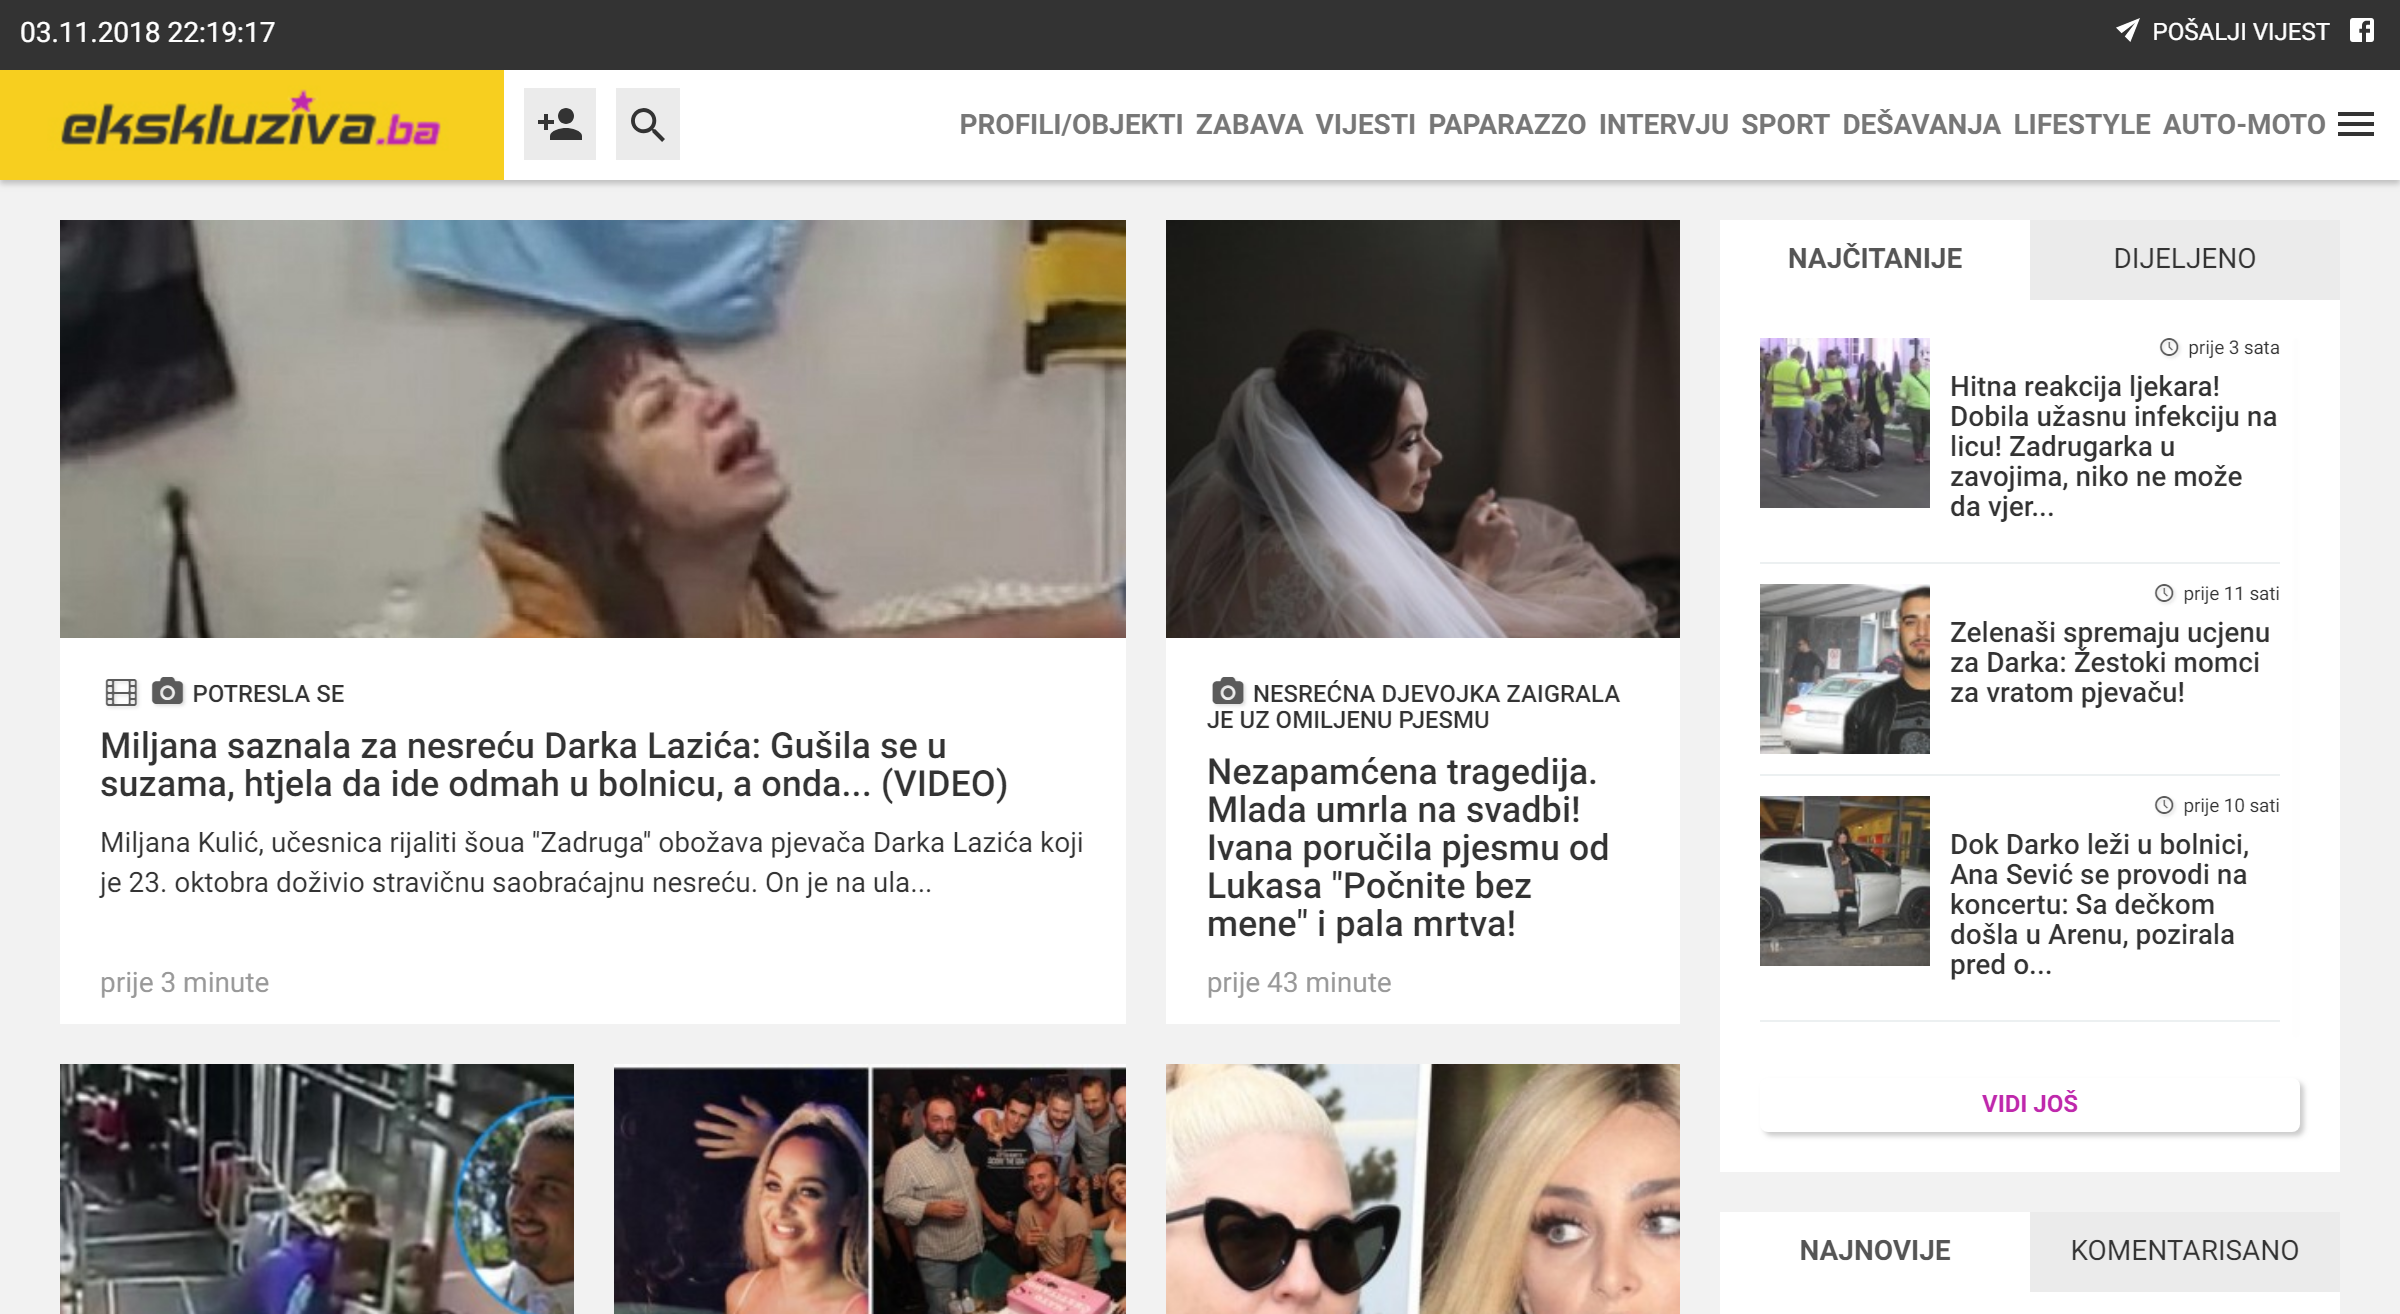 03.11.2018 22:19:17
POŠALJI VIJEST
ekskluziva.ba
PROFILI/OBJEKTI ZABAVA VIJESTI PAPARAZZO INTERVJU SPORT DEŠAVANJA LIFESTYLE AUTO-MOTO
POTRESLA SE
Miljana saznala za nesreću Darka Lazića: Gušila se u
suzama, htjela da ide odmah u bolnicu, a onda... (VIDEO)
Miljana Kulić, učesnica rijaliti šoua "Zadruga" obožava pjevača Darka Lazića koji
je 23. oktobra doživio stravičnu saobraćajnu nesreću. On je na ula...
prije 3 minute
NESREĆNA DJEVOJKA ZAIGRALA
JE UZ OMILJENU PJESMU
Nezapamćena tragedija.
Mlada umrla na svadbi!
Ivana poručila pjesmu od
Lukasa "Počnite bez
mene" i pala mrtva!
prije 43 minute
NAJČITANIJE
DIJELJENO
prije 3 sata
Hitna reakcija ljekara!
Dobila užasnu infekciju na
licu! Zadrugarka u
zavojima, niko ne može
da vjer...
prije 11 sati
Zelenaši spremaju ucjenu
za Darka: Žestoki momci
za vratom pjevaču!
prije 10 sati
Dok Darko leži u bolnici,
Ana Sević se provodi na
koncertu: Sa dečkom
došla u Arenu, pozirala
pred o...
VIDI JOŠ
NAJNOVIJE
KOMENTARISANO